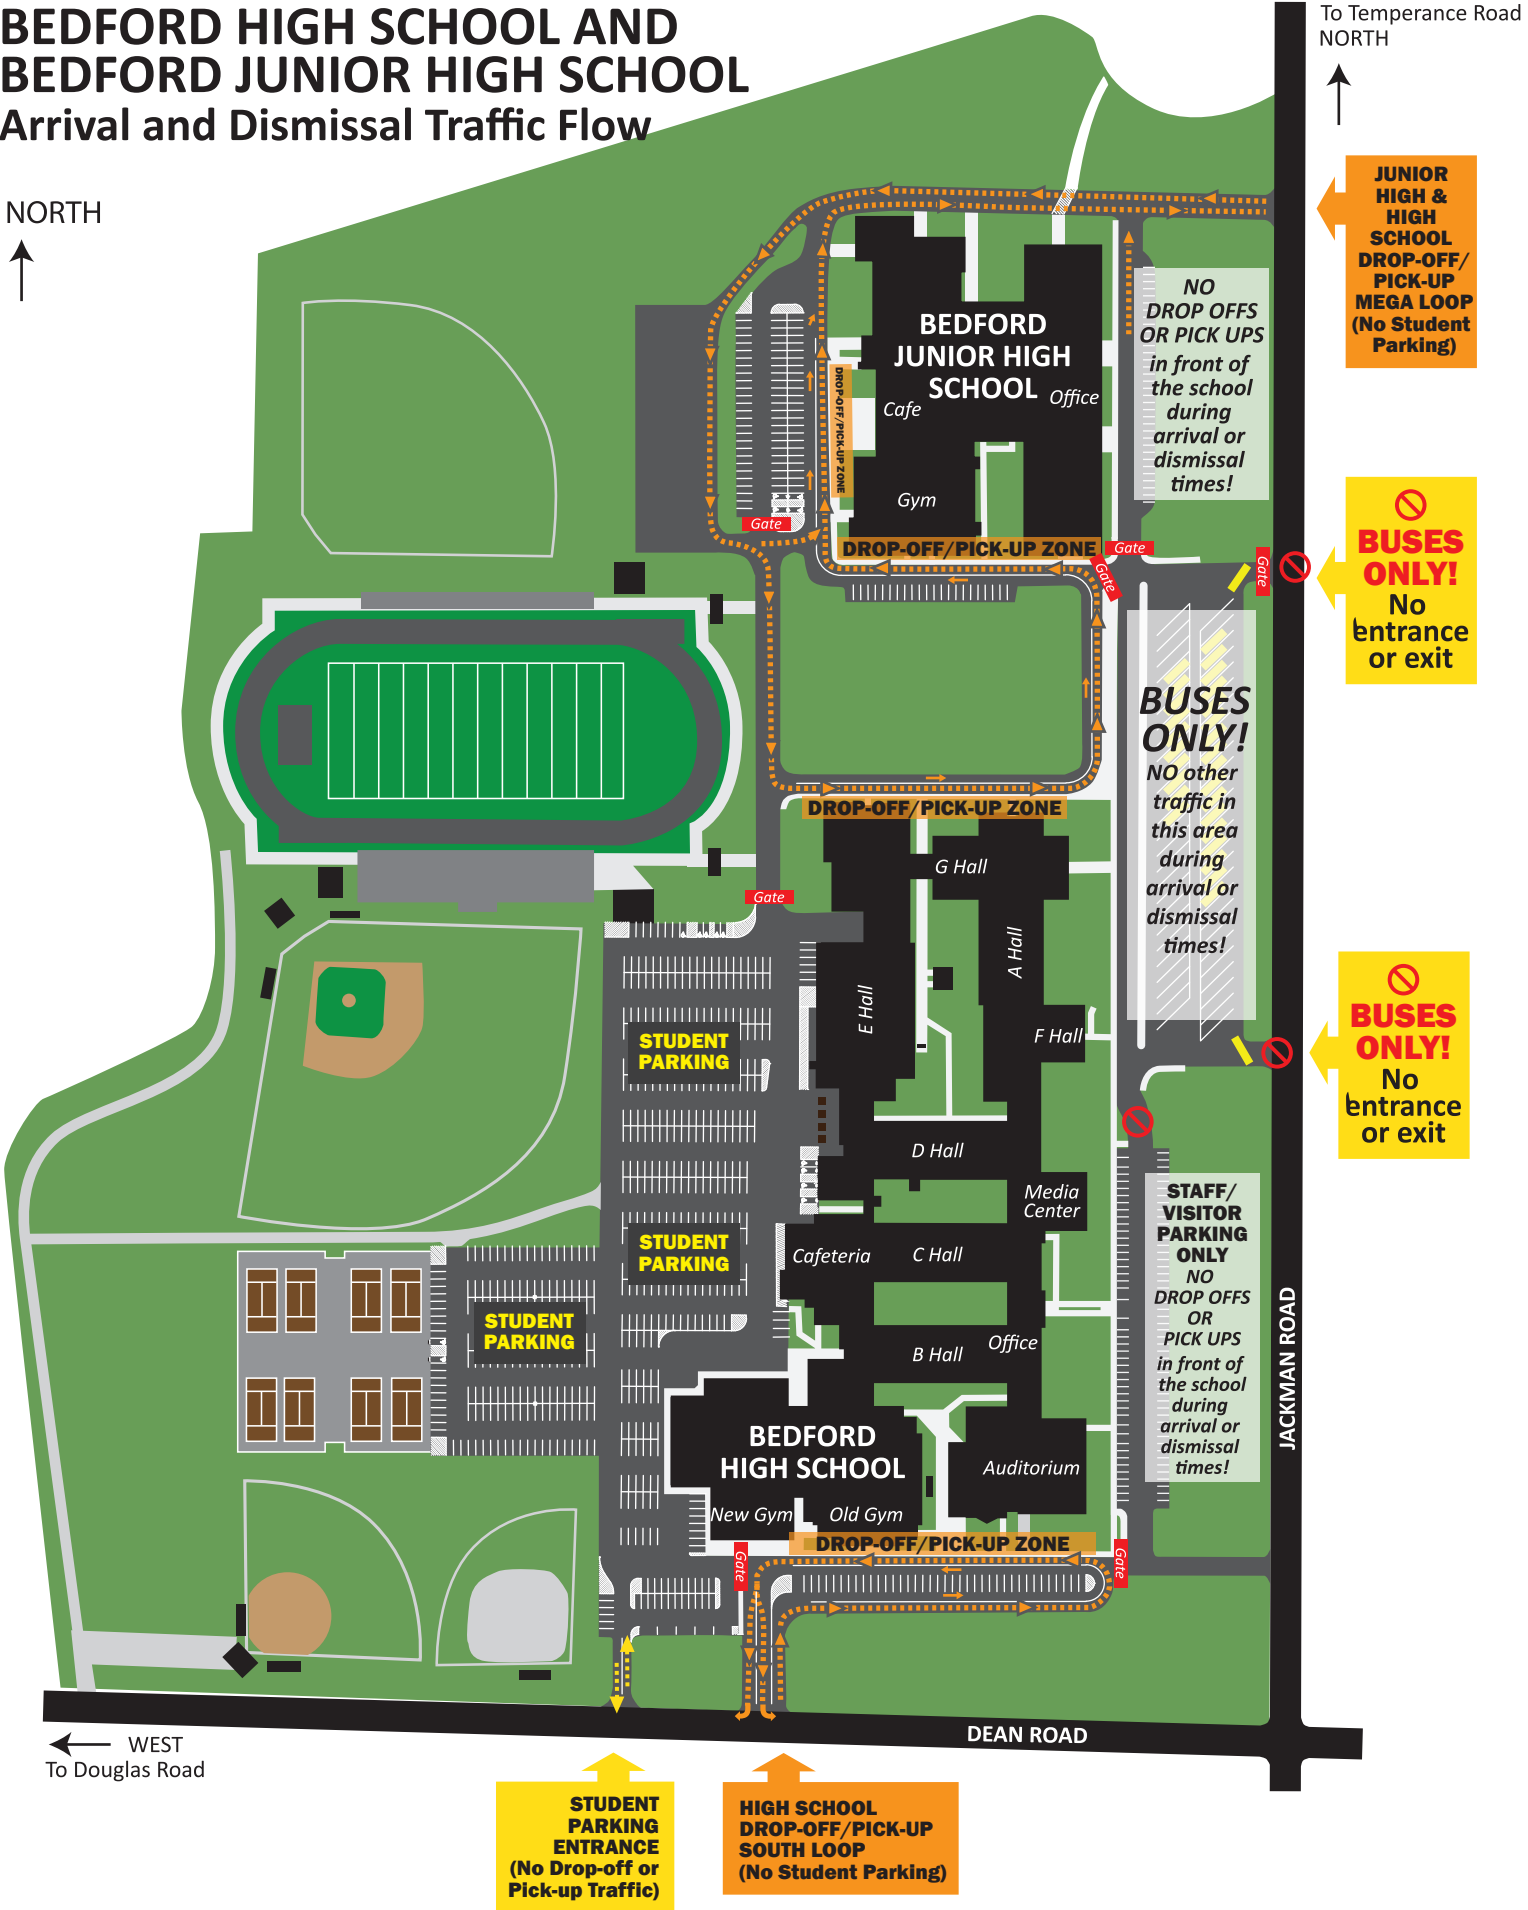 BEDFORD HIGH SCHOOL AND
BEDFORD JUNIOR HIGH SCHOOL
Arrival and Dismissal Traffic Flow
To Temperance Road
NORTH
NORTH
JUNIOR
HIGH &
HIGH
SCHOOL
DROP-OFF/
PICK-UP
MEGA LOOP
(No Student
Parking)
NO
DROP OFFS
OR PICK UPS
in front of
the school
during
arrival or
dismissal
times!
BEDFORD
JUNIOR HIGH
SCHOOL
Office
Cafe
Gym
DROP-OFF/PICK-UP ZONE
Gate
DROP-OFF/PICK-UP ZONE
Gate
Gate
Gate
BUSES
ONLY!
No
entrance
or exit
BUSES
ONLY!
NO other
traffic in
this area
during
arrival or
dismissal
times!
DROP-OFF/PICK-UP ZONE
G Hall
Gate
A Hall
E Hall
F Hall
BUSES
ONLY!
No
entrance
or exit
STUDENT
PARKING
D Hall
Media
Center
STUDENT
PARKING
Cafeteria
C Hall
STUDENT
PARKING
B Hall
Office
STAFF/
VISITOR
PARKING
ONLY
NO
DROP OFFS
OR
PICK UPS
in front of
the school
during
arrival or
dismissal
times!
JACKMAN ROAD
BEDFORD
HIGH SCHOOL
Auditorium
New Gym
Old Gym
DROP-OFF/PICK-UP ZONE
Gate
Gate
DEAN ROAD
WEST
To Douglas Road
STUDENT
PARKING
ENTRANCE
(No Drop-off or
Pick-up Traffic)
HIGH SCHOOL
DROP-OFF/PICK-UP
SOUTH LOOP
(No Student Parking)